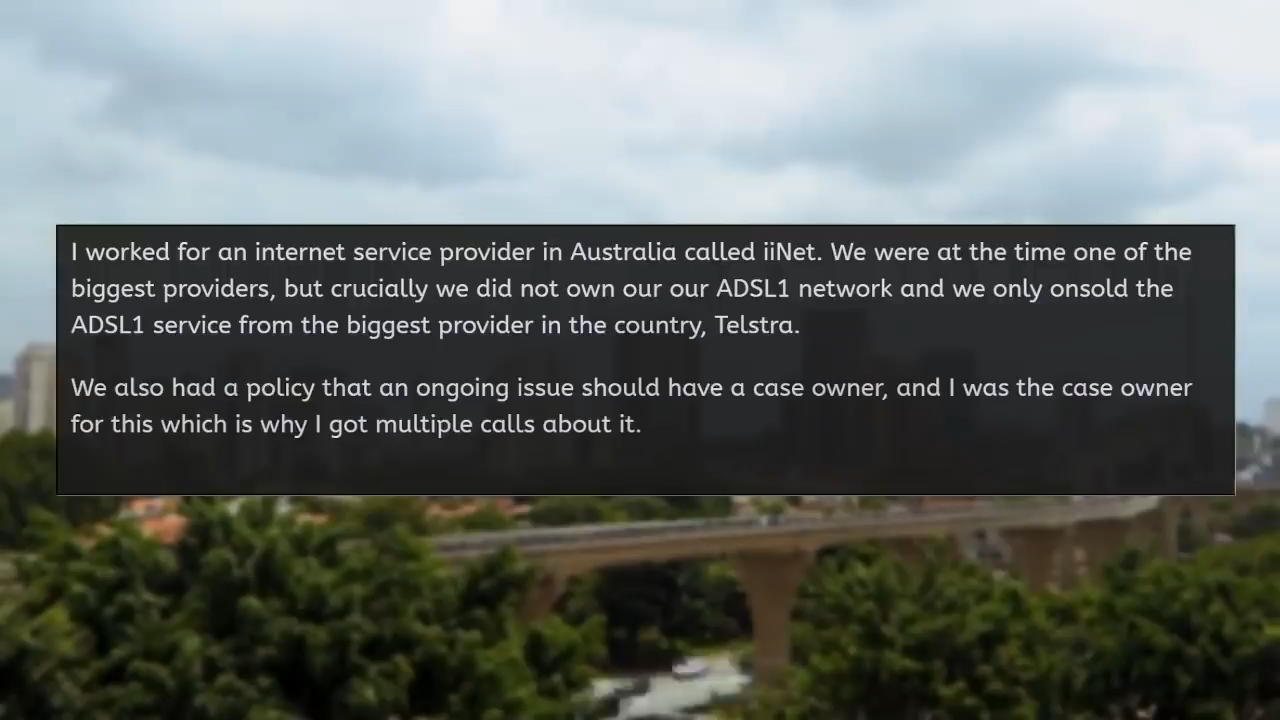 I worked for an internet service provider in Australia called iiNet. We were at the time one of the
biggest providers, but crucially we did not own our our ADSL1 network and we only onsold the
ADSL1 service from the biggest provider in the country, Telstra.
We also had a policy that an ongoing issue should have a case owner, and I was the case owner
for this which is why I got multiple calls about it.